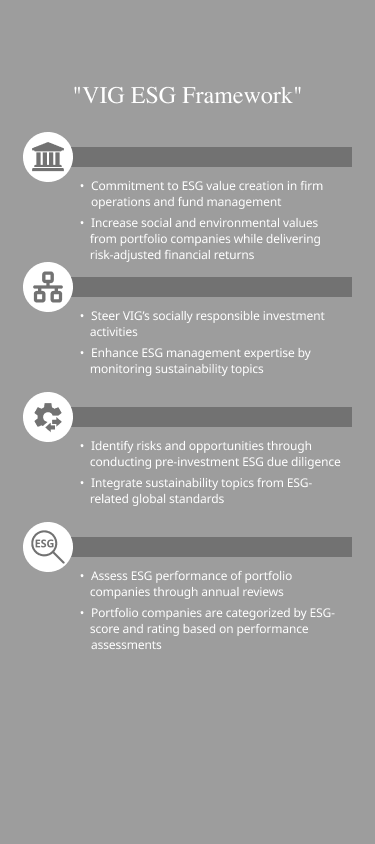 "VIG ESG Framework"
• Commitment to ESG value creation in firm
operations and fund management
• Increase social and environmental values
from portfolio companies while delivering
risk-adjusted financial returns
• Steer VIG’s socially responsible investment
activities
• Enhance ESG management expertise by
monitoring sustainability topics
• Identify risks and opportunities through
conducting pre-investment ESG due diligence
• Integrate sustainability topics from ESG-
related global standards
ESG
• Assess ESG performance of portfolio
companies through annual reviews
• Portfolio companies are categorized by ESG-
score and rating based on performance
assessments